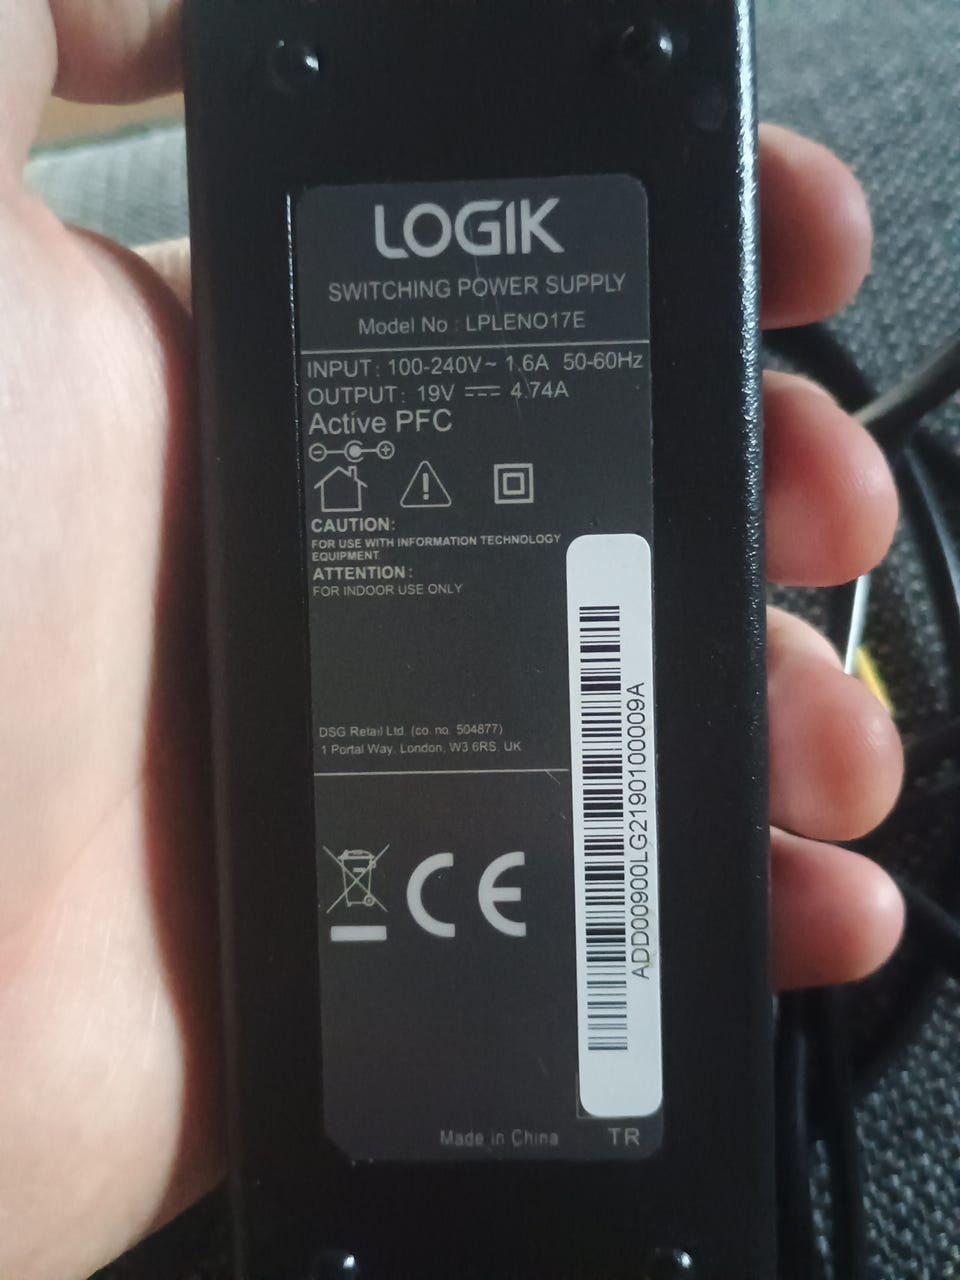 LOGIK
SWITCHING POWER SUPPLY
Model No : LPLENO17E
INPUT : 100-240V~ 1.6A 50-60Hz
OUTPUT : 19V ⎓ 4.74A
Active PFC
CAUTION:
FOR USE WITH INFORMATION TECHNOLOGY
EQUIPMENT.
ATTENTION :
FOR INDOOR USE ONLY
DSG Retail Ltd. (co. no. 504877)
1 Portal Way, London, W3 6RS, UK
CE
ADD00900LG2190100009A
Made in China
TR